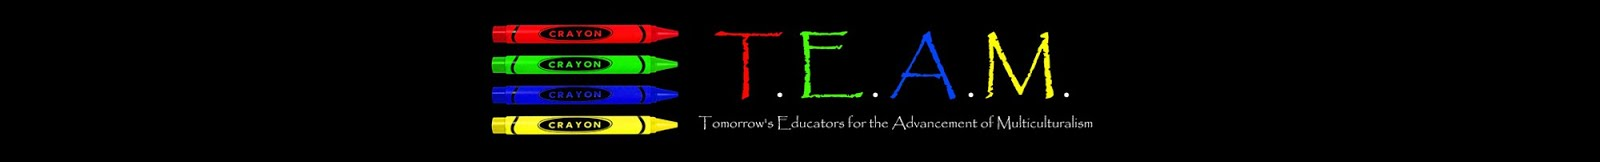 CRAYON
CRAYON
CRAYON
CRAYON
T.E.A.M.
Tomorrow's Educators for the Advancement of Multiculturalism